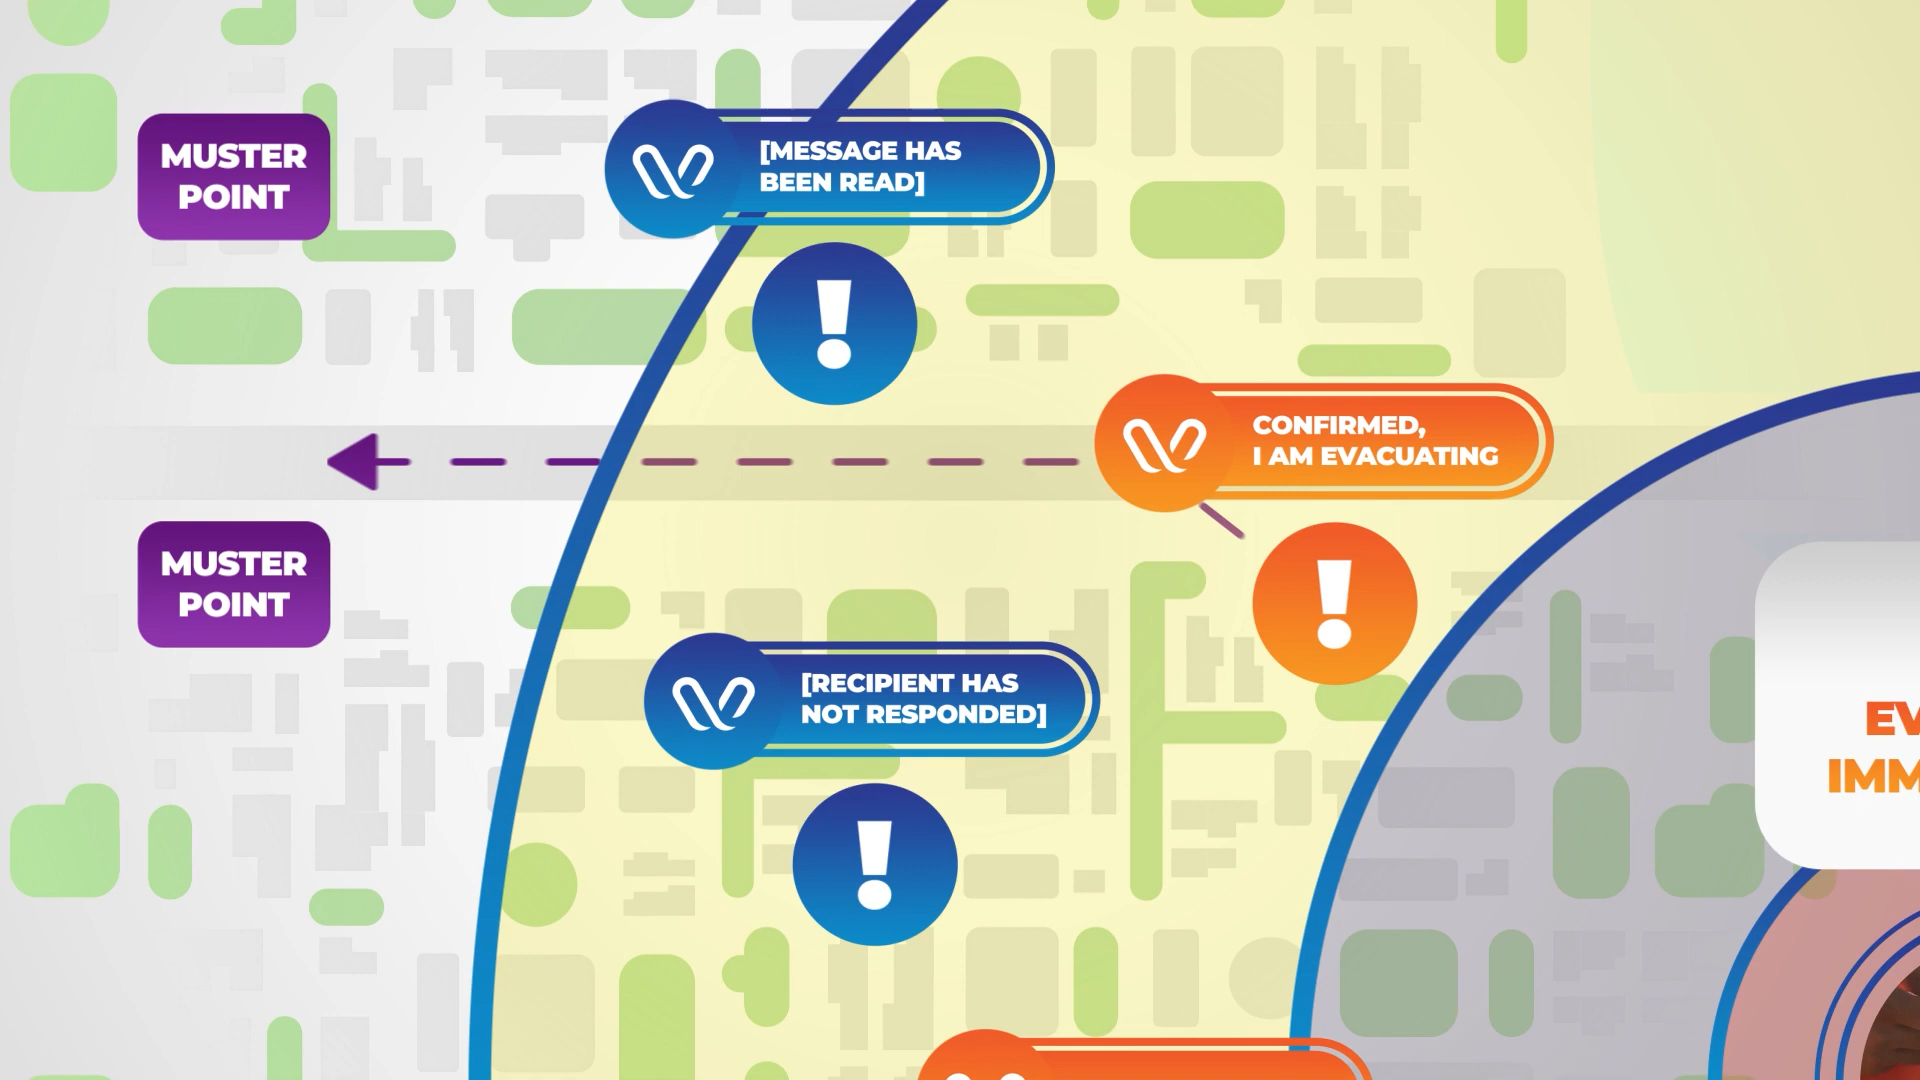 MUSTER
POINT
[MESSAGE HAS
BEEN READ]
CONFIRMED,
I AM EVACUATING
MUSTER
POINT
[RECIPIENT HAS
NOT RESPONDED]